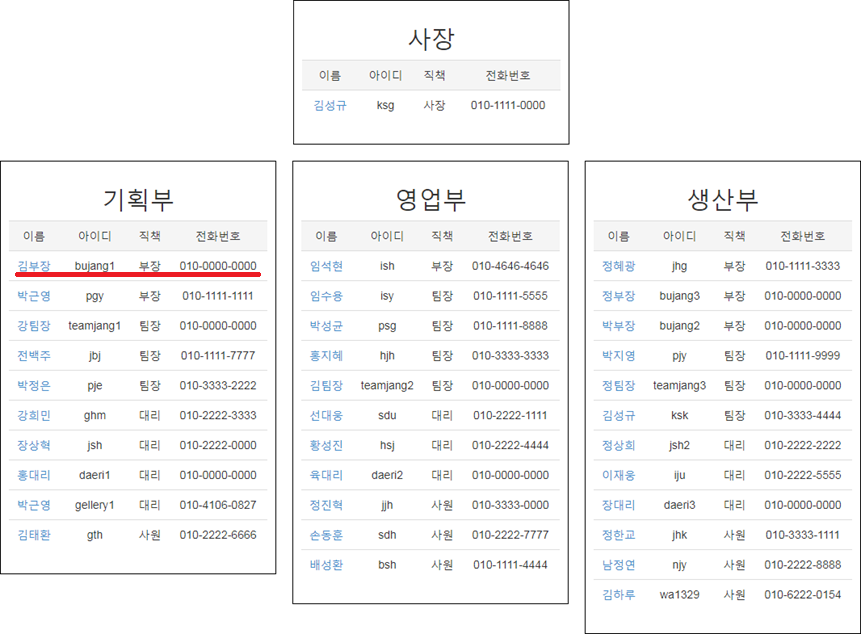 사장
이름 아이디 직책 전화번호
김성규 ksg 사장 010-1111-0000
기획부
이름 아이디 직책 전화번호
김부장 bujang1 부장 010-0000-0000
박근영 pgy 부장 010-1111-1111
강팀장 teamjang1 팀장 010-0000-0000
전백주 jbj 팀장 010-1111-7777
박정은 pje 팀장 010-3333-2222
강희민 ghm 대리 010-2222-3333
장상혁 jsh 대리 010-2222-0000
홍대리 daeri1 대리 010-0000-0000
박근영 gellery1 대리 010-4106-0827
김태환 gth 사원 010-2222-6666
영업부
이름 아이디 직책 전화번호
임석현 ish 부장 010-4646-4646
임수용 isy 팀장 010-1111-5555
박성균 psg 팀장 010-1111-8888
홍지혜 hjh 팀장 010-3333-3333
김팀장 teamjang2 팀장 010-0000-0000
선대웅 sdu 대리 010-2222-1111
황성진 hsj 대리 010-2222-4444
육대리 daeri2 대리 010-0000-0000
정진혁 jjh 사원 010-3333-0000
손동훈 sdh 사원 010-2222-7777
배성환 bsh 사원 010-1111-4444
생산부
이름 아이디 직책 전화번호
정혜광 jhg 부장 010-1111-3333
정부장 bujang3 부장 010-0000-0000
박부장 bujang2 부장 010-0000-0000
박지영 pjy 팀장 010-1111-9999
정팀장 teamjang3 팀장 010-0000-0000
김성규 ksk 팀장 010-3333-4444
정상희 jsh2 대리 010-2222-2222
이재웅 iju 대리 010-2222-5555
장대리 daeri3 대리 010-0000-0000
정한교 jhk 사원 010-3333-1111
남정연 njy 사원 010-2222-8888
김하루 wa1329 사원 010-6222-0154